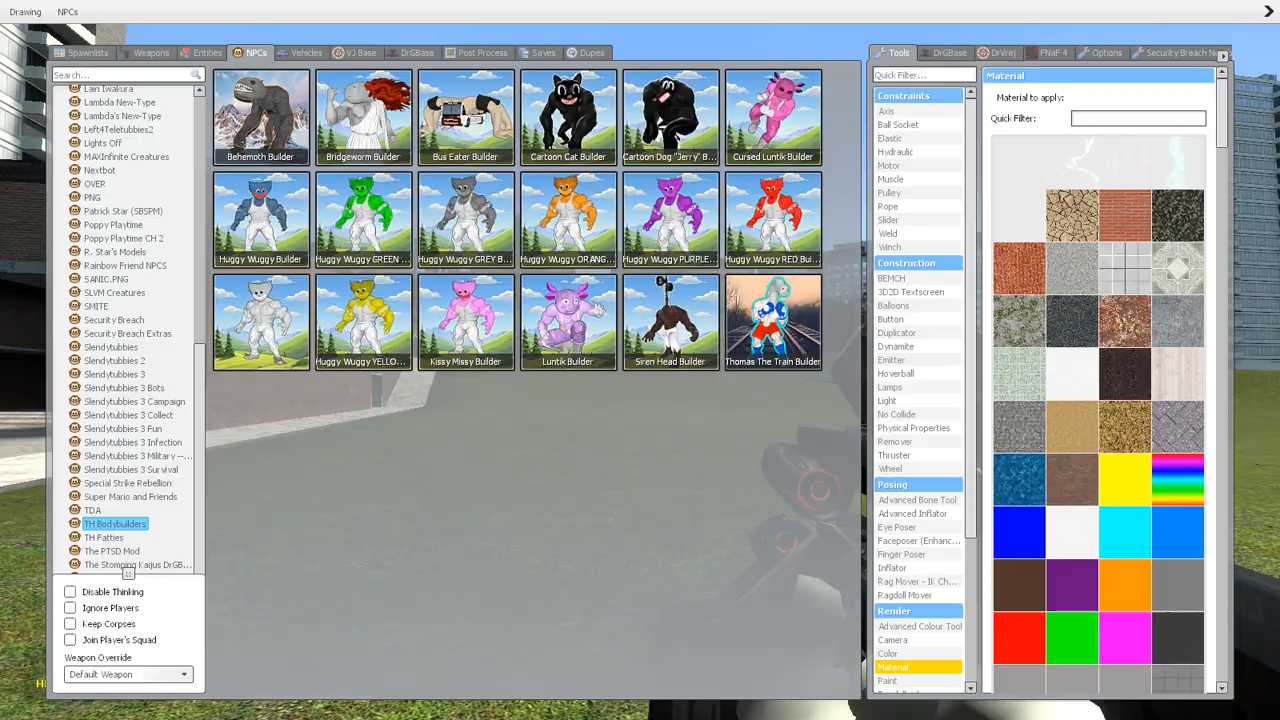 Drawing NPCs
Spawnlists Weapons Entities NPCs Vehicles VJ Base DrGBase Post Process Saves Dupes
Search...
Lain Iwakura
Lambda New-Type
Lambda's New-Type
Left4Teletubbies2
Lights Off
MAXInfinite Creatures
Nextbot
OVER
PNG
Patrick Star (SBSPM)
Poppy Playtime
Poppy Playtime CH 2
R. Star's Models
Rainbow Friend NPCS
SANIC.PNG
SLVM Creatures
SMITE
Security Breach
Security Breach Extras
Slendytubbies
Slendytubbies 2
Slendytubbies 3
Slendytubbies 3 Bots
Slendytubbies 3 Campaign
Slendytubbies 3 Collect
Slendytubbies 3 Fun
Slendytubbies 3 Infection
Slendytubbies 3 Military --...
Slendytubbies 3 Survival
Special Strike Rebellion
Super Mario and Friends
TDA
TH Bodybuilders
TH Fatties
The PTSD Mod
The Stomping Kaijus DrGB...
Disable Thinking
Ignore Players
Keep Corpses
Join Player's Squad
Weapon Override
Default Weapon
Behemoth Builder Bridgeworm Builder Bus Eater Builder Cartoon Cat Builder Cartoon Dog "Jerry" B... Cursed Luntik Builder
Huggy Wuggy Builder Huggy Wuggy GREEN ... Huggy Wuggy GREY B... Huggy Wuggy ORANG... Huggy Wuggy PURPLE... Huggy Wuggy RED Bui...
Huggy Wuggy YELLO... Kissy Missy Builder Luntik Builder Siren Head Builder Thomas The Train Builder
Tools DrGBase DrVrej FNaF 4 Options
Quick Filter...
Constraints
Axis
Ball Socket
Elastic
Hydraulic
Motor
Muscle
Pulley
Rope
Slider
Weld
Winch
Construction
BEMCH
3D2D Textscreen
Balloons
Button
Duplicator
Dynamite
Emitter
Hoverball
Lamps
Light
No Collide
Physical Properties
Remover
Thruster
Wheel
Posing
Advanced Bone Tool
Advanced Inflator
Eye Poser
Faceposer (Enhanc...
Finger Poser
Inflator
Rag Mover - IK Ch...
Ragdoll Mover
Render
Advanced Colour Tool
Camera
Color
Material
Paint
Material
Material to apply:
Quick Filter: